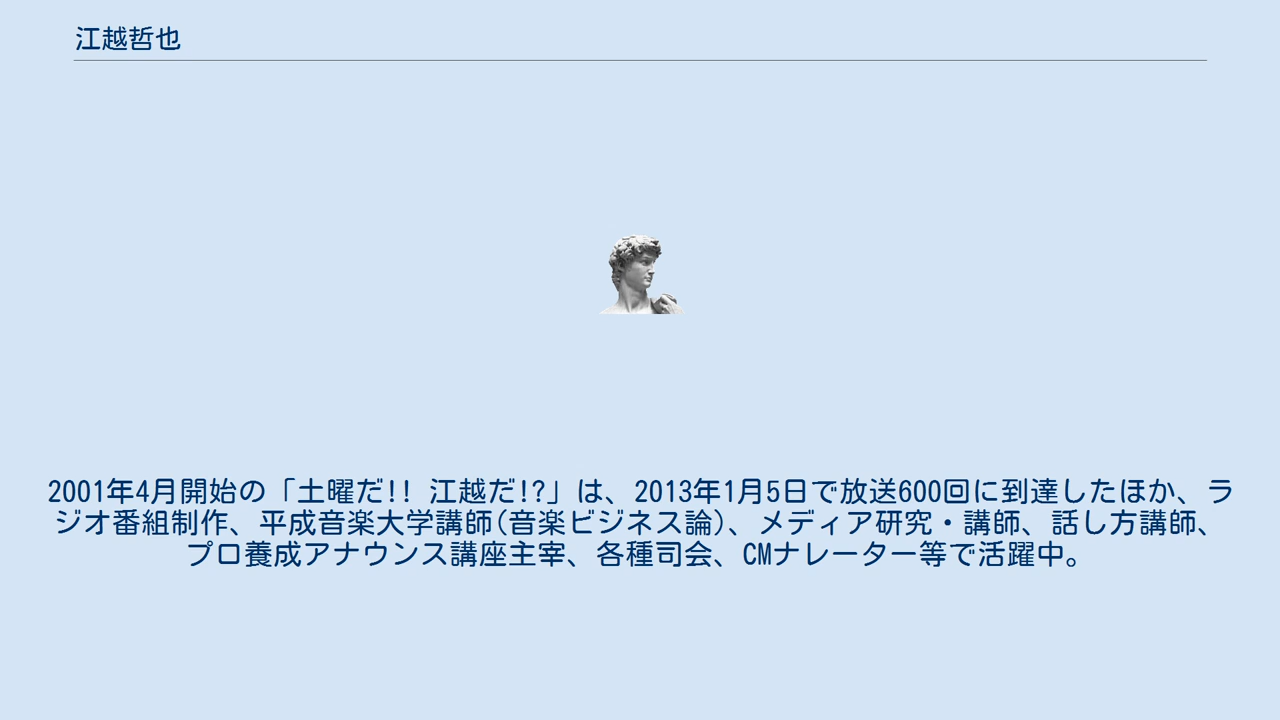 江越哲也
2001年4月開始の「土曜だ!! 江越だ!?」は、2013年1月5日で放送600回に到達したほか、ラ
ジオ番組制作、平成音楽大学講師(音楽ビジネス論)、メディア研究・講師、話し方講師、
プロ養成アナウンス講座主宰、各種司会、CMナレーター等で活躍中。